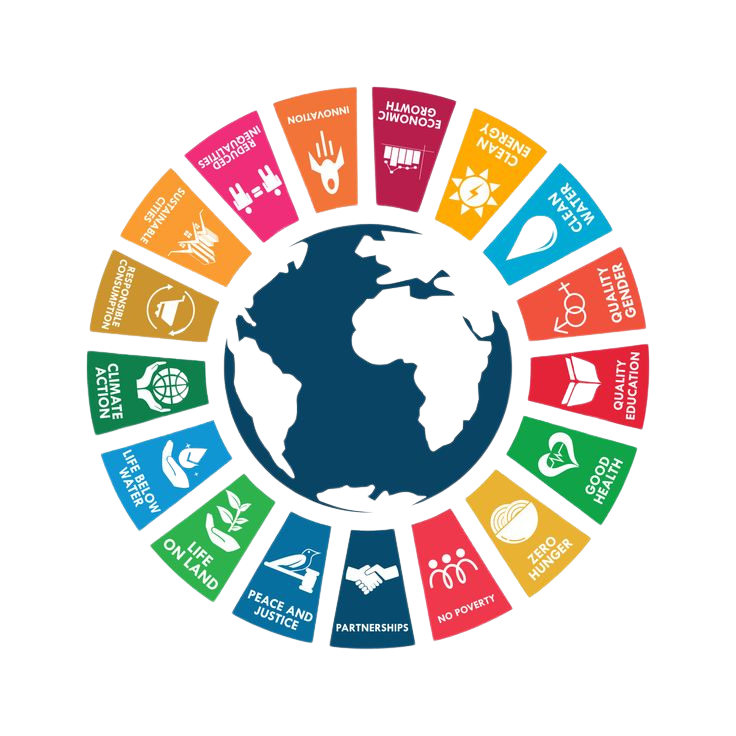 NO POVERTY
ZERO
HUNGER
GOOD
HEALTH
QUALITY
EDUCATION
QUALITY
GENDER
CLEAN
WATER
CLEAN
ENERGY
ECONOMIC
GROWTH
INNOVATION
REDUCED
INEQUALITIES
SUSTAINABLE
CITIES
RESPONSIBLE
CONSUMPTION
CLIMATE
ACTION
LIFE BELOW
WATER
LIFE
ON LAND
PEACE AND
JUSTICE
PARTNERSHIPS